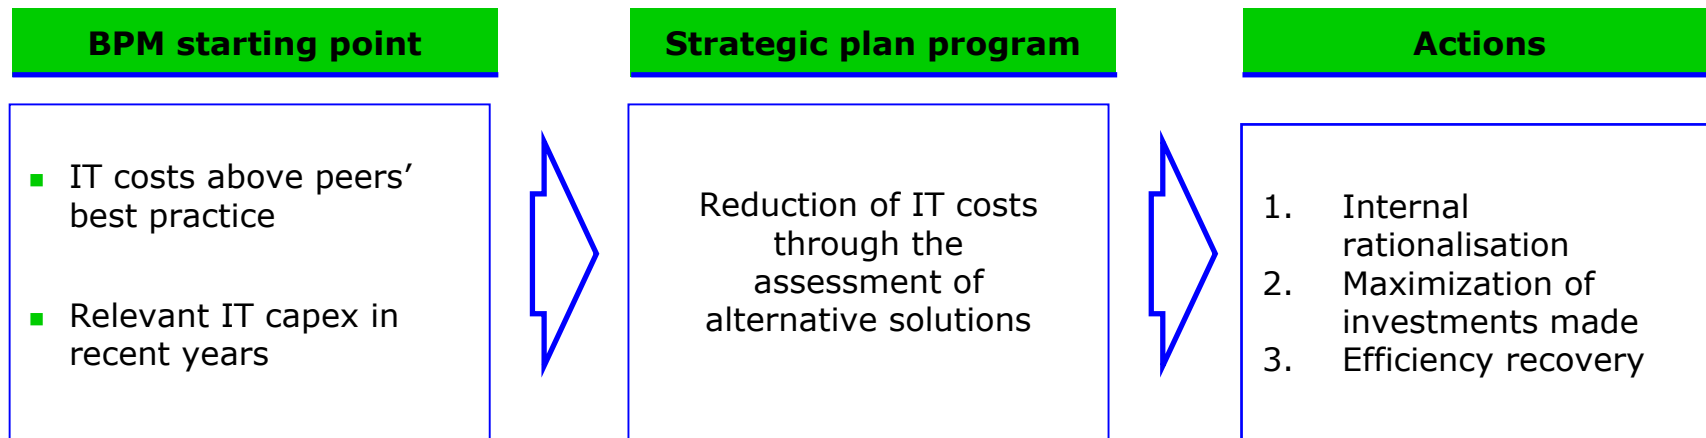 BPM starting point
IT costs above peers’
best practice
Relevant IT capex in
recent years
Strategic plan program
Reduction of IT costs
through the
assessment of
alternative solutions
Actions
1. Internal
rationalisation
2. Maximization of
investments made
3. Efficiency recovery